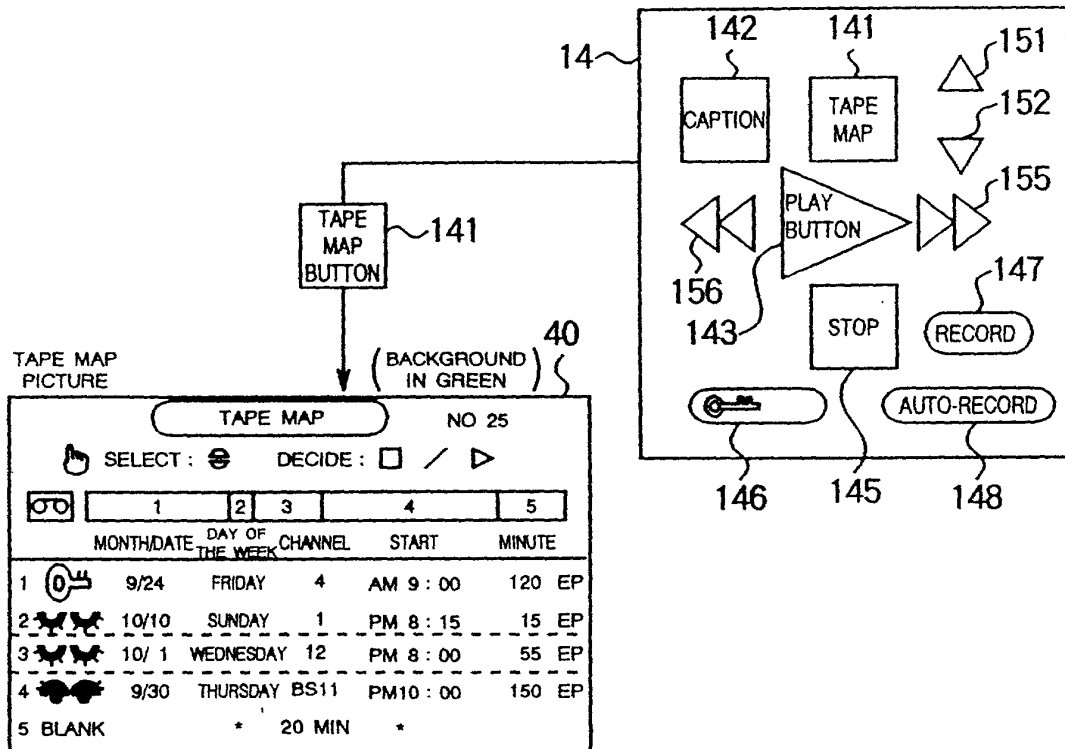 142 141
14
151
CAPTION
TAPE MAP
152
155
PLAY BUTTON
TAPE MAP BUTTON
141
156
143
147
STOP
RECORD
40
AUTO-RECORD
146 145 148
TAPE MAP PICTURE
(BACKGROUND IN GREEN)
TAPE MAP NO 25
SELECT : DECIDE : /
1 2 3 4 5
MONTH/DATE DAY OF THE WEEK CHANNEL START MINUTE
1 9/24 FRIDAY 4 AM 9 : 00 120 EP
2 10/10 SUNDAY 1 PM 8 : 15 15 EP
3 10/ 1 WEDNESDAY 12 PM 8 : 00 55 EP
4 9/30 THURSDAY BS11 PM10 : 00 150 EP
5 BLANK * 20 MIN *